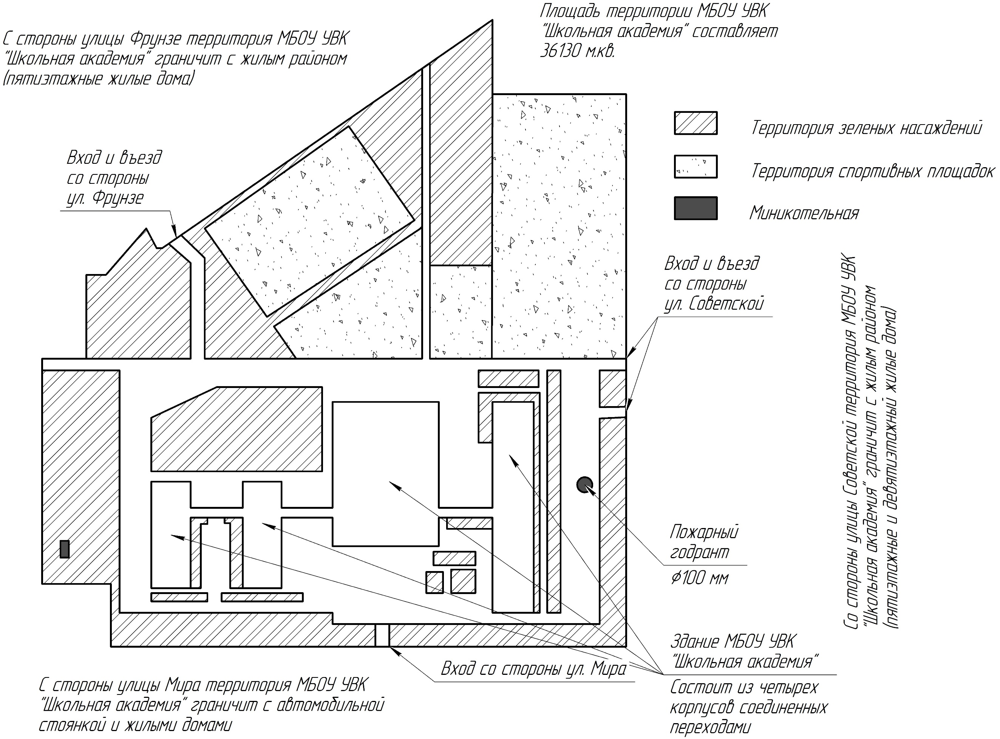 Площадь территории МБОУ УВК
"Школьная академия" составляет
36130 м.кв.
С стороны улицы Фрунзе территория МБОУ УВК
"Школьная академия" граничит с жилым районом
(пятиэтажные жилые дома)
Территория зеленых насаждений
Территория спортивных площадок
Миникотельная
Вход и въезд
со стороны
ул. Фрунзе
Вход и въезд
со стороны
ул. Советской
Со стороны улицы Советской территория МБОУ УВК
"Школьная академия" граничит с жилым районом
(пятиэтажные и девятиэтажный жилые дома)
Пожарный
годрант
ϕ100 мм
Здание МБОУ УВК
"Школьная академия"
Состоит из четырех
корпусов соединенных
переходами
Вход со стороны ул. Мира
С стороны улицы Мира территория МБОУ УВК
"Школьная академия" граничит с автомобильной
стоянкой и жилыми домами